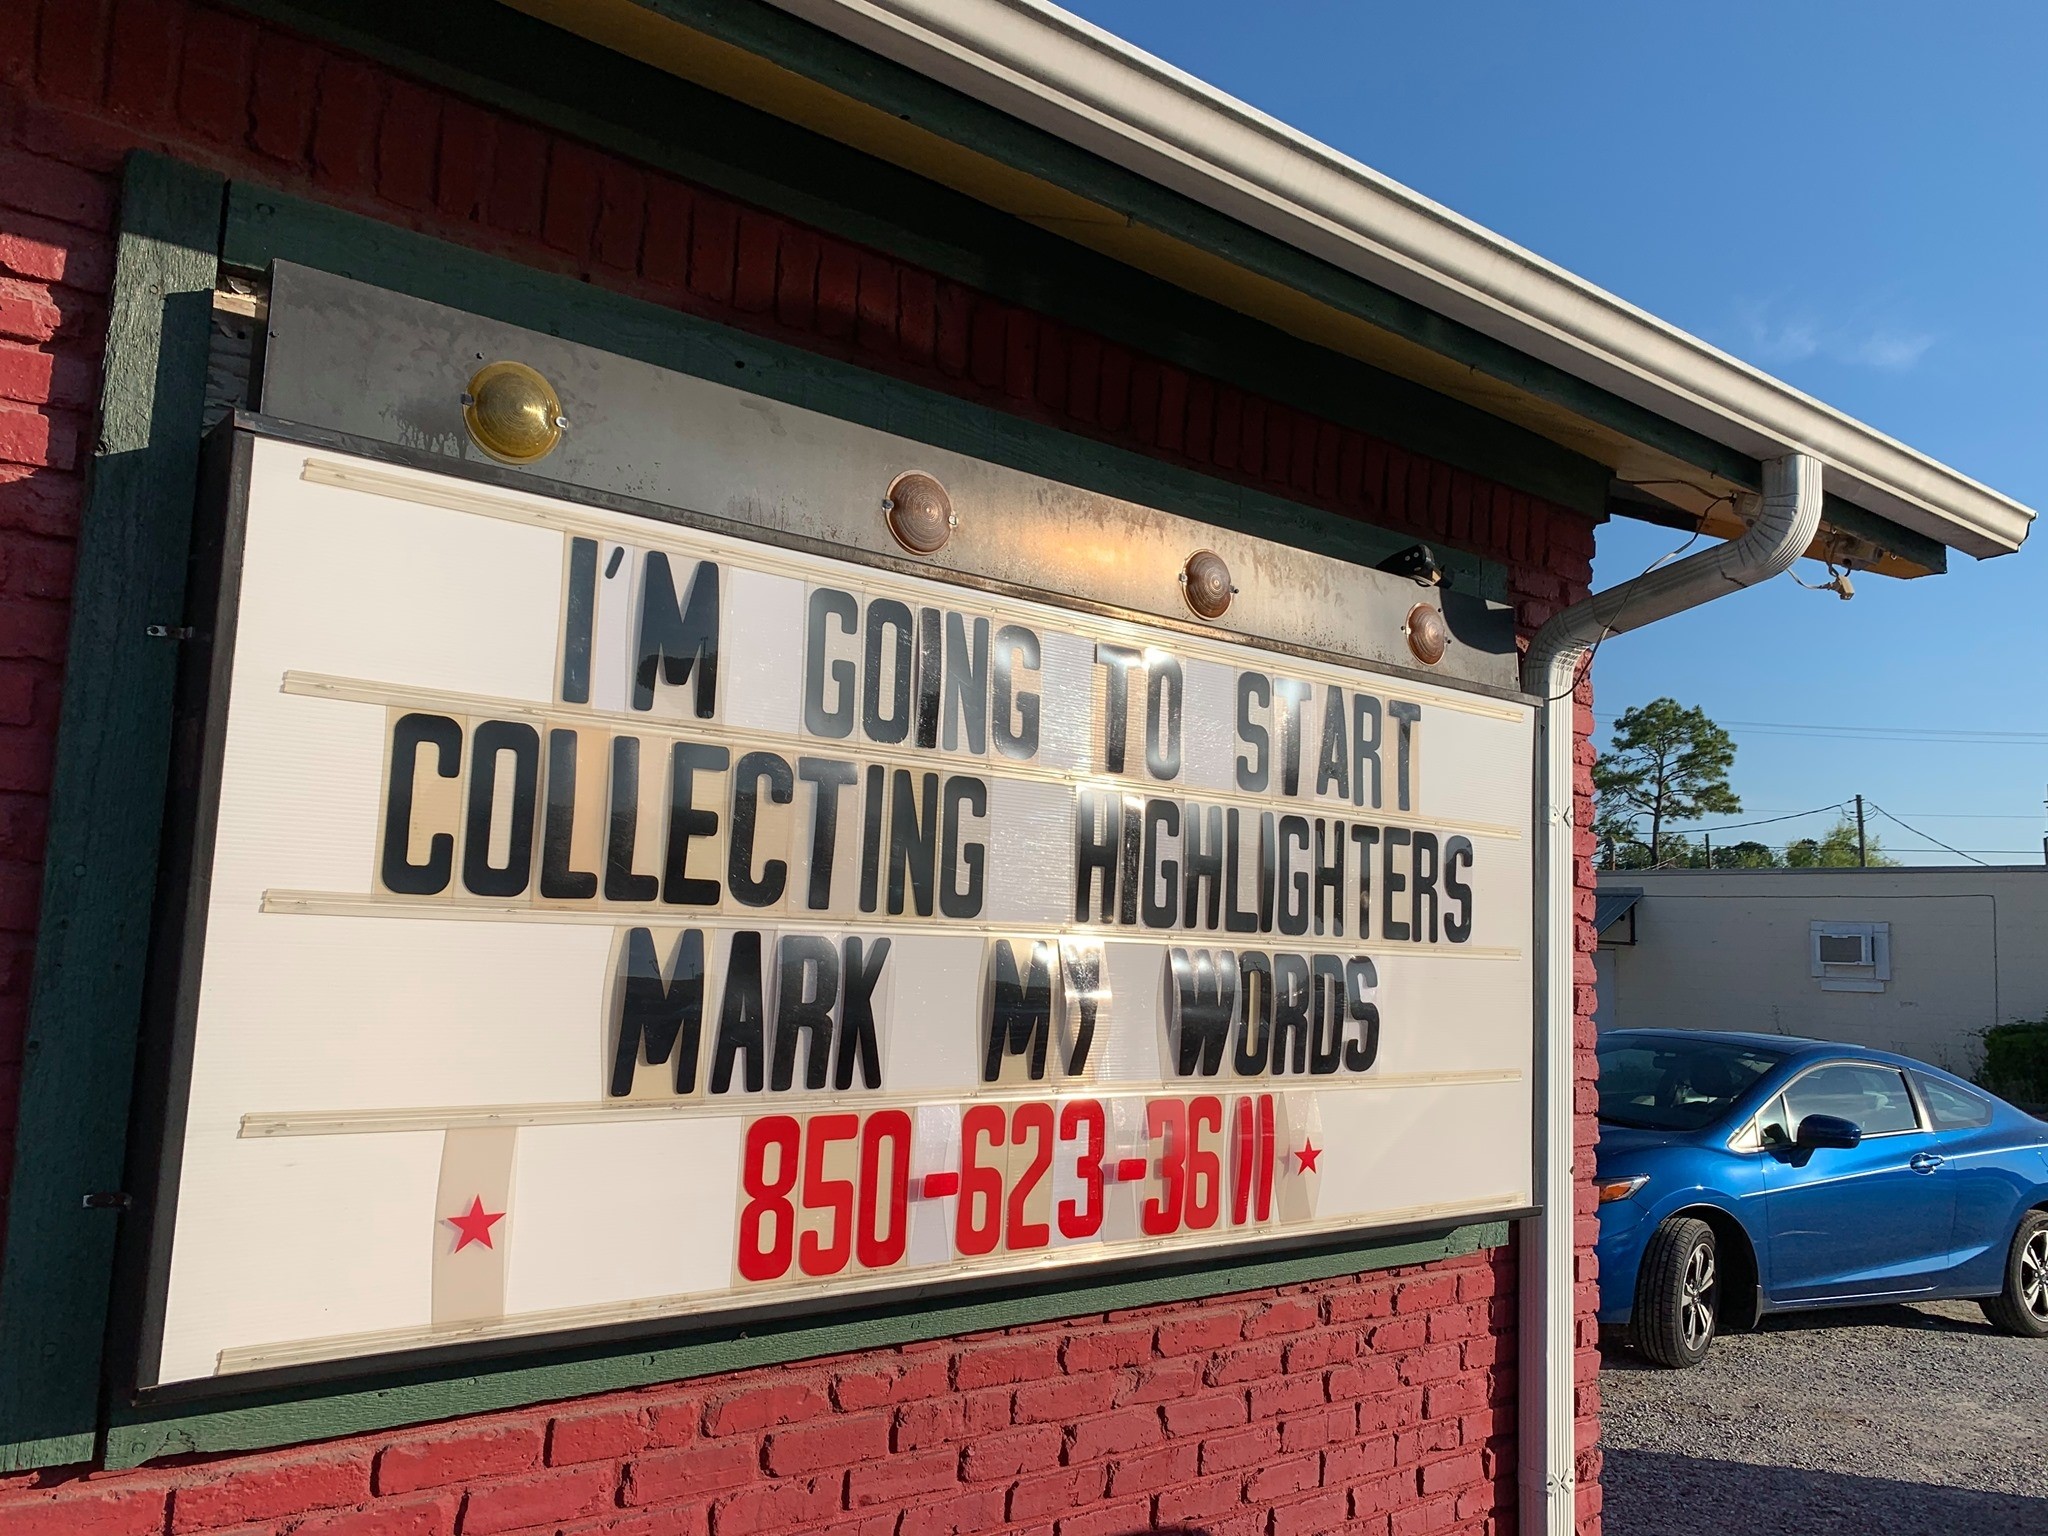 I'M GOING TO START
COLLECTING HIGHLIGHTERS
MARK MY WORDS
850-623-3611